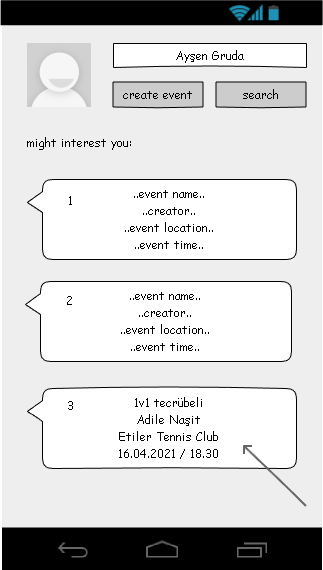 Ayşen Gruda
create event
search
might interest you:
1
..event name..
..creator..
..event location..
..event time..
2
..event name..
..creator..
..event location..
..event time..
3
1v1 tecrübeli
Adile Naşit
Etiler Tennis Club
16.04.2021 / 18.30